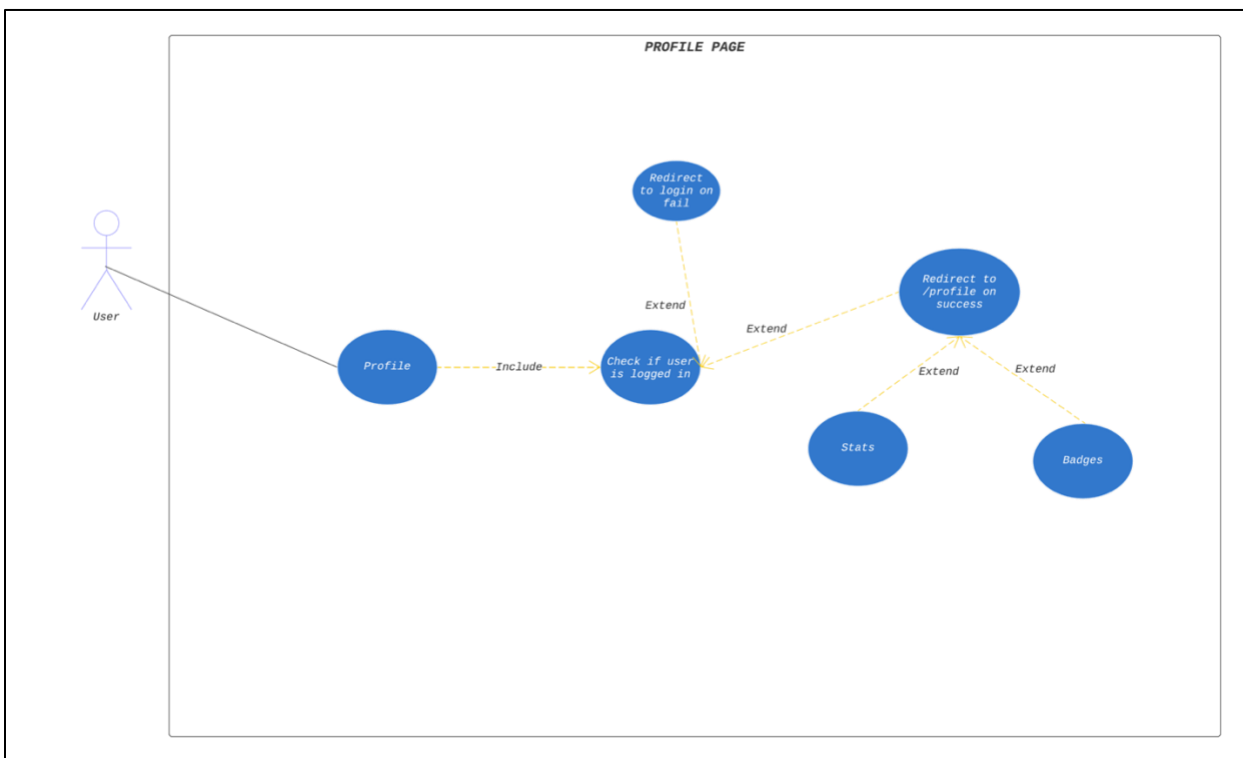 PROFILE PAGE
Redirect
to login on
fail
User
Profile
Include
Extend
Check if user
is logged in
Extend
Redirect to
/profile on
success
Extend
Extend
Stats
Badges